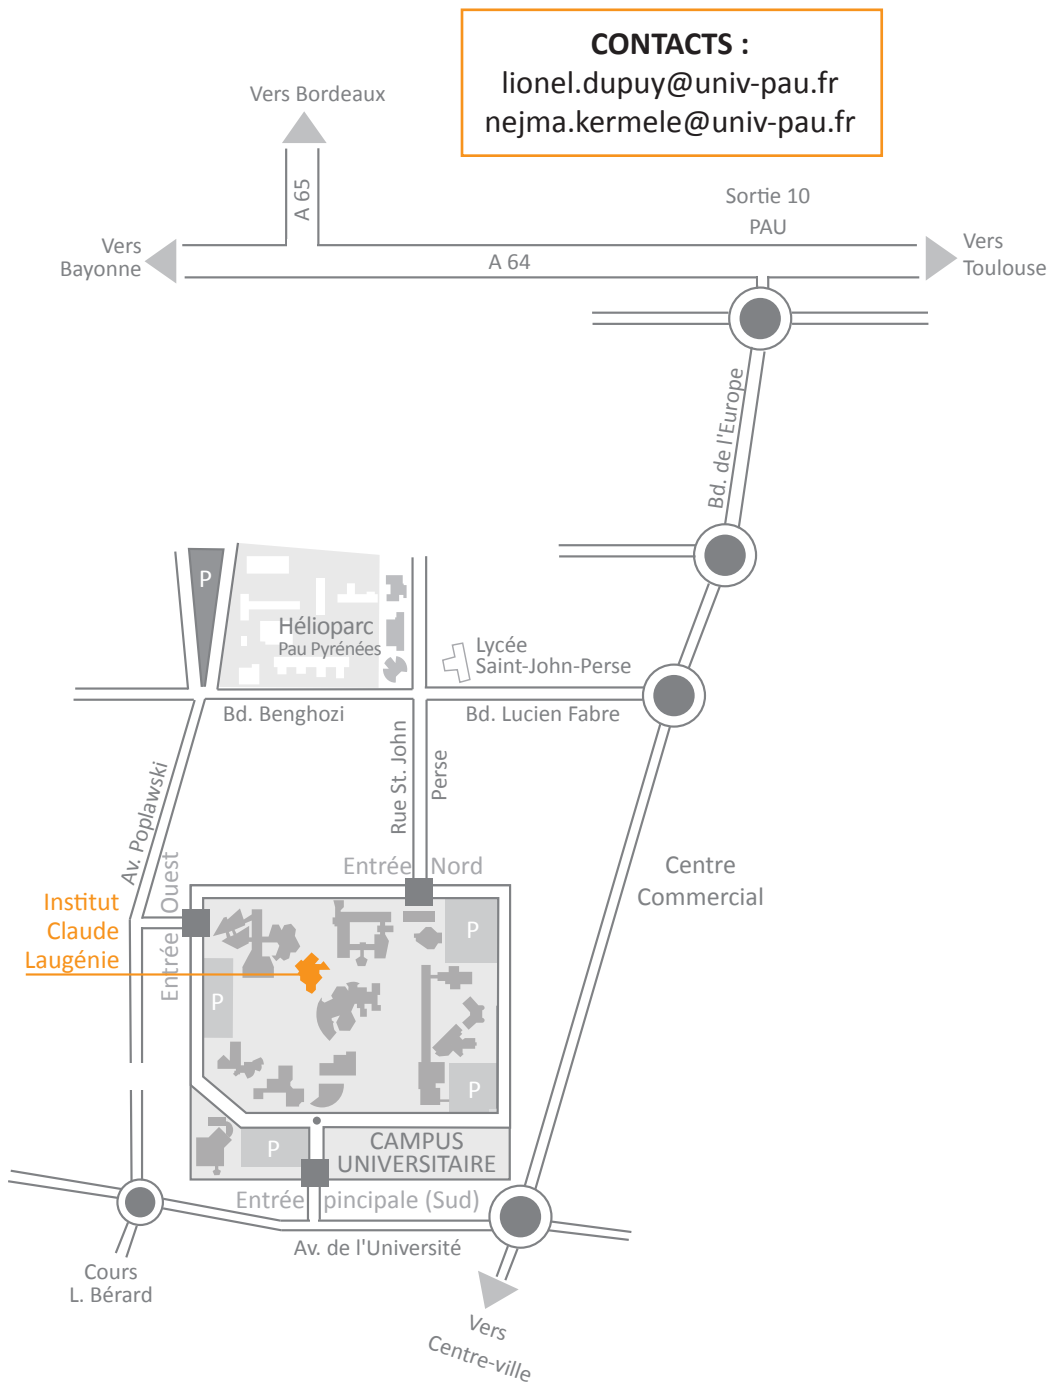 CONTACTS :
lionel.dupuy@univ-pau.fr
nejma.kermele@univ-pau.fr
Vers Bordeaux
A 65
Sortie 10
PAU
Vers
Bayonne
A 64
Vers
Toulouse
Bd. de l'Europe
P
Hélioparc
Pau Pyrénées
Lycée
Saint-John-Perse
Bd. Benghozi
Bd. Lucien Fabre
Rue St. John
Perse
Av. Poplawski
Entrée Nord
Centre
Commercial
Entrée Ouest
Institut
Claude
Laugénie
P
P
P
P
CAMPUS
UNIVERSITAIRE
Entrée pincipale (Sud)
Av. de l'Université
Cours
L. Bérard
Vers
Centre-ville